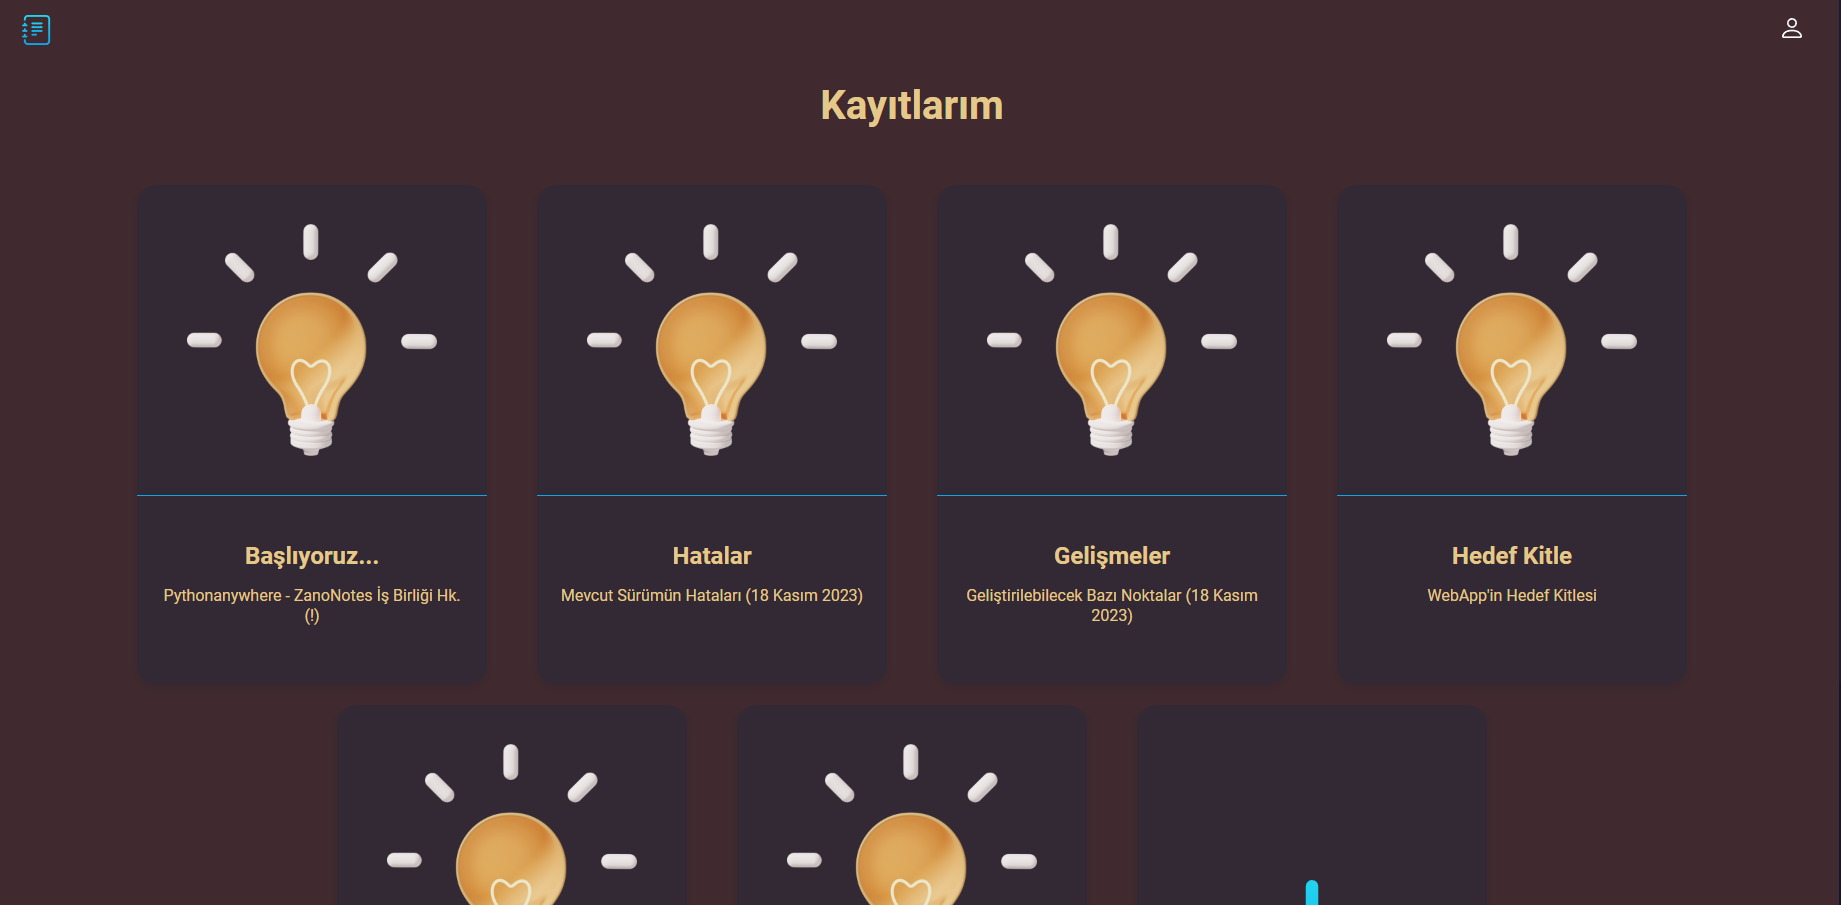 Kayıtlarım
Başlıyoruz...
Pythonanywhere - ZanoNotes İş Birliği Hk.
(!)
Hatalar
Mevcut Sürümün Hataları (18 Kasım 2023)
Gelişmeler
Geliştirilebilecek Bazı Noktalar (18 Kasım
2023)
Hedef Kitle
WebApp'in Hedef Kitlesi